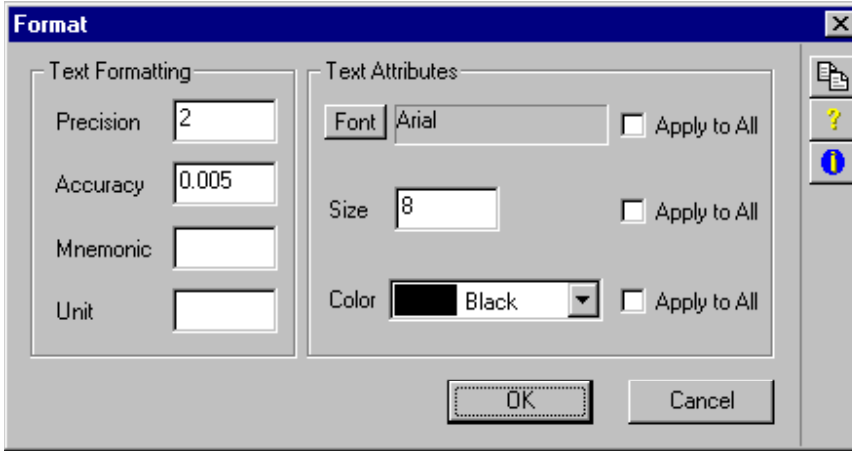 Format
Text Formatting
Precision 2
Accuracy 0.005
Mnemonic
Unit
Text Attributes
Font Arial Apply to All
Size 8 Apply to All
Color Black Apply to All
OK Cancel
?
i